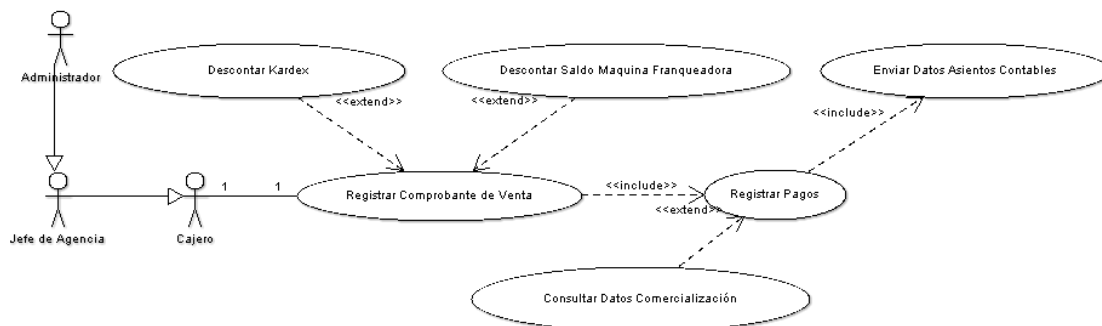 Administrador
Descontar Kardex
Descontar Saldo Maquina Franqueadora
Enviar Datos Asientos Contables
<<extend>>
<<extend>>
<<include>>
1
1
Registrar Comprobante de Venta
<<include>>
Registrar Pagos
<<extend>>
Jefe de Agencia
Cajero
Consultar Datos Comercialización